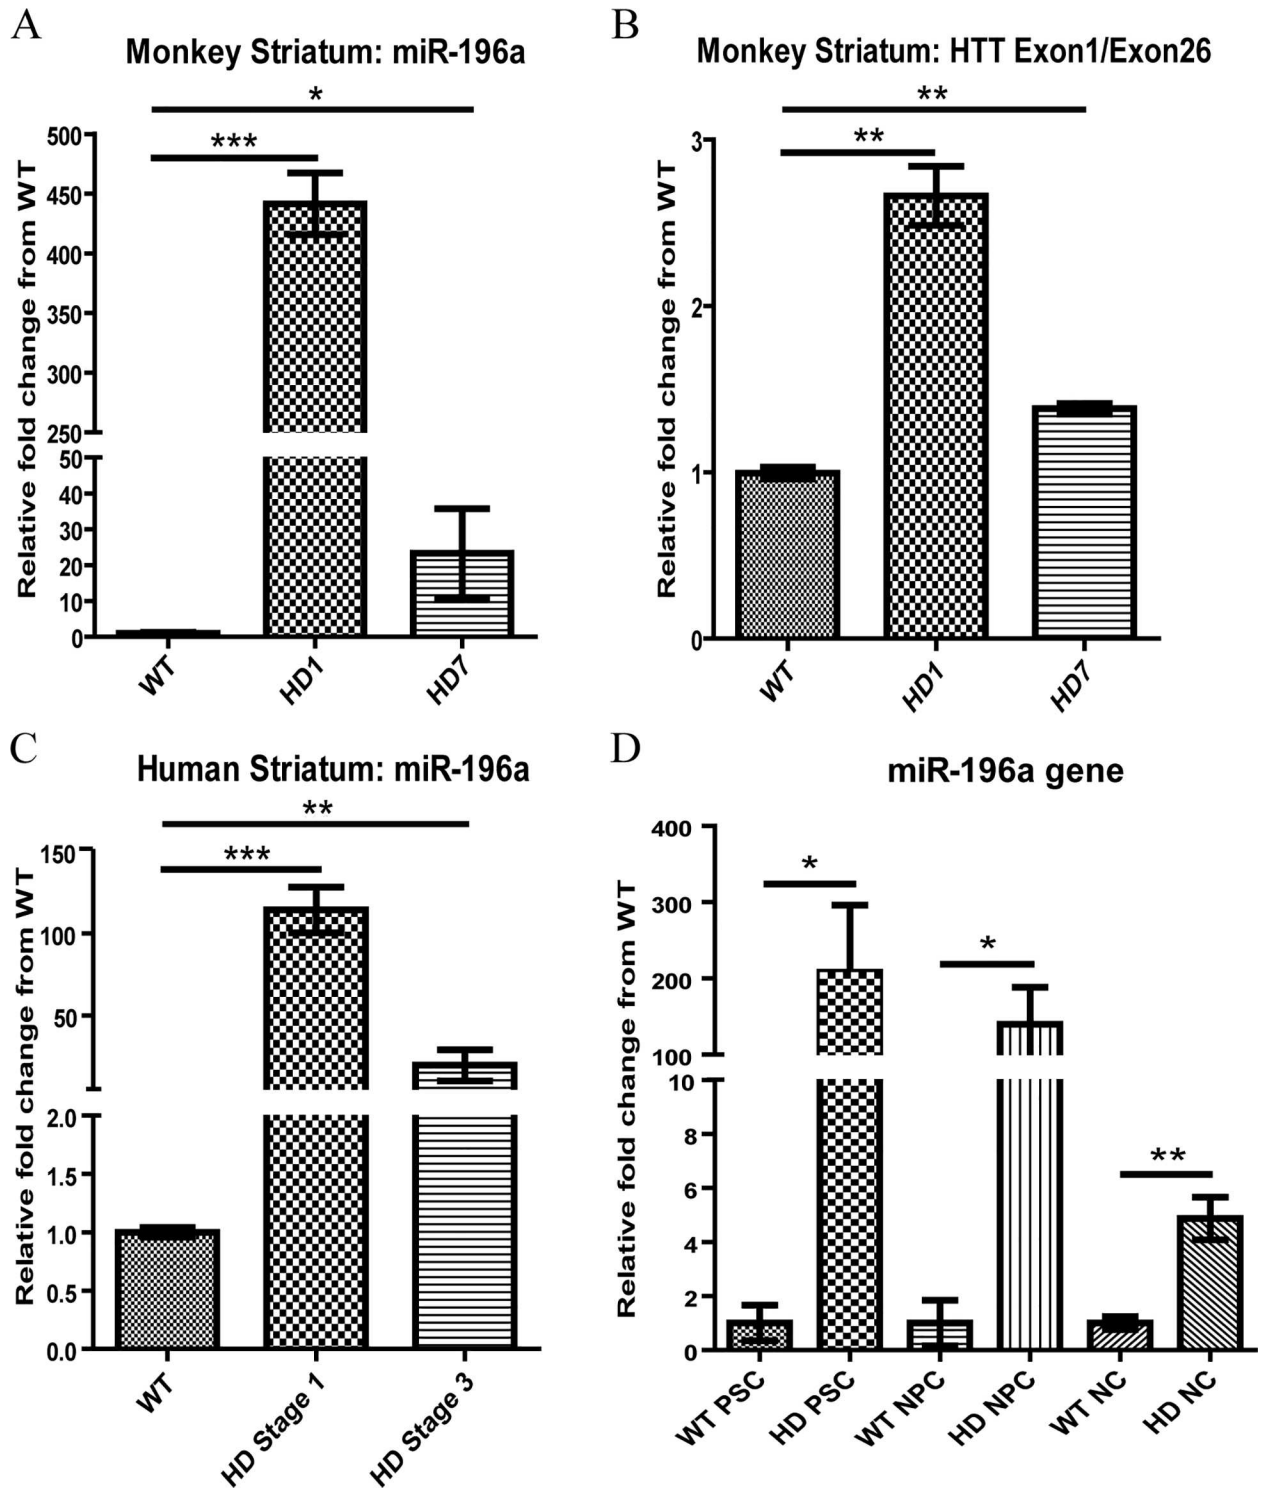 A
Monkey Striatum: miR-196a
*
***
Relative fold change from WT
500
450
400
350
300
250
50
40
30
20
10
0
WT
HD1
HD7
B
Monkey Striatum: HTT Exon1/Exon26
**
**
Relative fold change from WT
3
2
1
0
WT
HD1
HD7
C
Human Striatum: miR-196a
**
***
Relative fold change from WT
150
100
50
2.0
1.5
1.0
0.5
0.0
WT
HD Stage 1
HD Stage 3
D
miR-196a gene
*
*
**
Relative fold change from WT
400
300
200
100
10
8
6
4
2
0
WT PSC
HD PSC
WT NPC
HD NPC
WT NC
HD NC